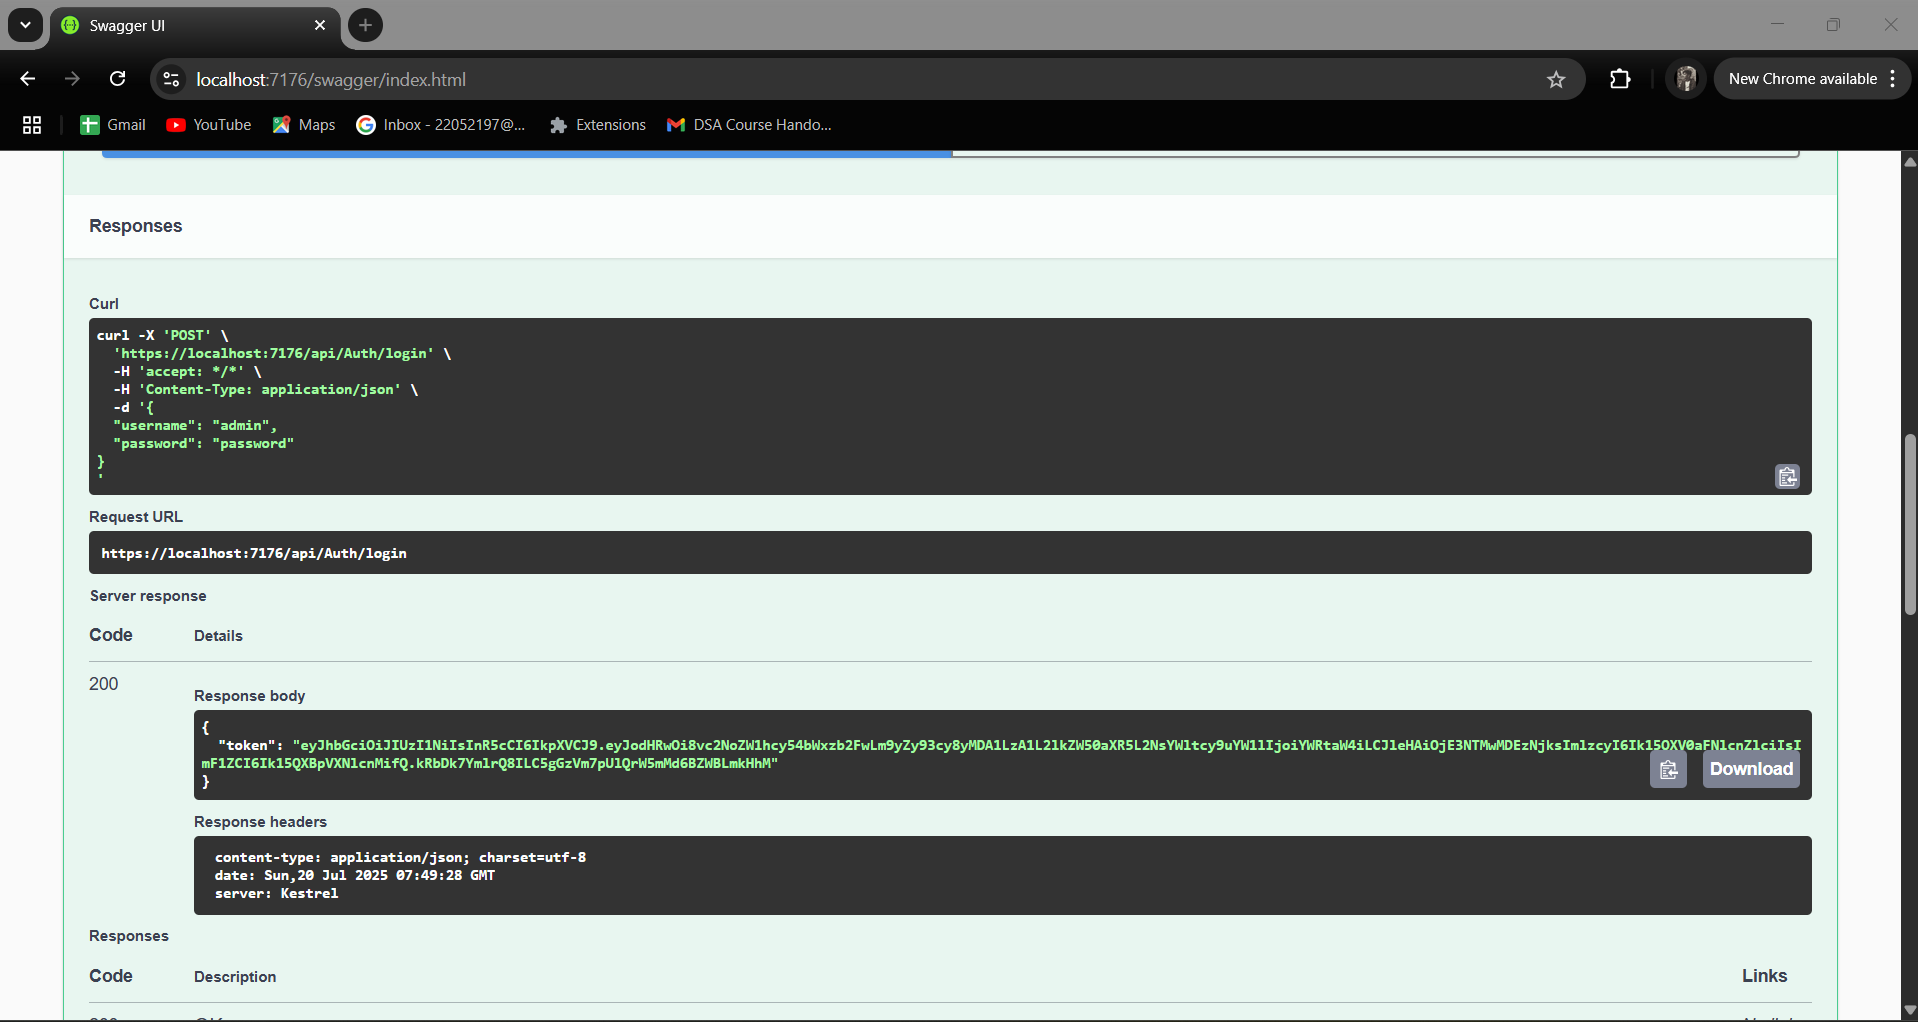 Swagger UI
localhost:7176/swagger/index.html
New Chrome available
Gmail
YouTube
Maps
Inbox - 22052197@...
Extensions
DSA Course Hando...
Responses
Curl
curl -X 'POST' \
'https://localhost:7176/api/Auth/login' \
-H 'accept: */*' \
-H 'Content-Type: application/json' \
-d '{
"username": "admin",
"password": "password"
}
'
Request URL
https://localhost:7176/api/Auth/login
Server response
Code Details
200
Response body
{
"token": "eyJhbGciOiJIUzI1NiIsInR5cCI6IkpXVCJ9.eyJodHRwOi8vc2NoZW1hcy54bWxzb2FwLm9yZy93cy8yMDA1LzA1L2lkZW50aXR5L2NsYWltcy9uYW1lIjoiYWRtaW4iLCJleHAiOjE3NTMwMDEzNjksImlzcyI6Ik15QXV0aFNlcnZlciIsI
mF1ZCI6Ik15QXBpVXNlcnMifQ.kRbDk7YmlrQ8ILC5gGzVm7pUlQrW5mMd6BZWBLmkHhM"
}
Download
Response headers
content-type: application/json; charset=utf-8
date: Sun,20 Jul 2025 07:49:28 GMT
server: Kestrel
Responses
Code Description Links